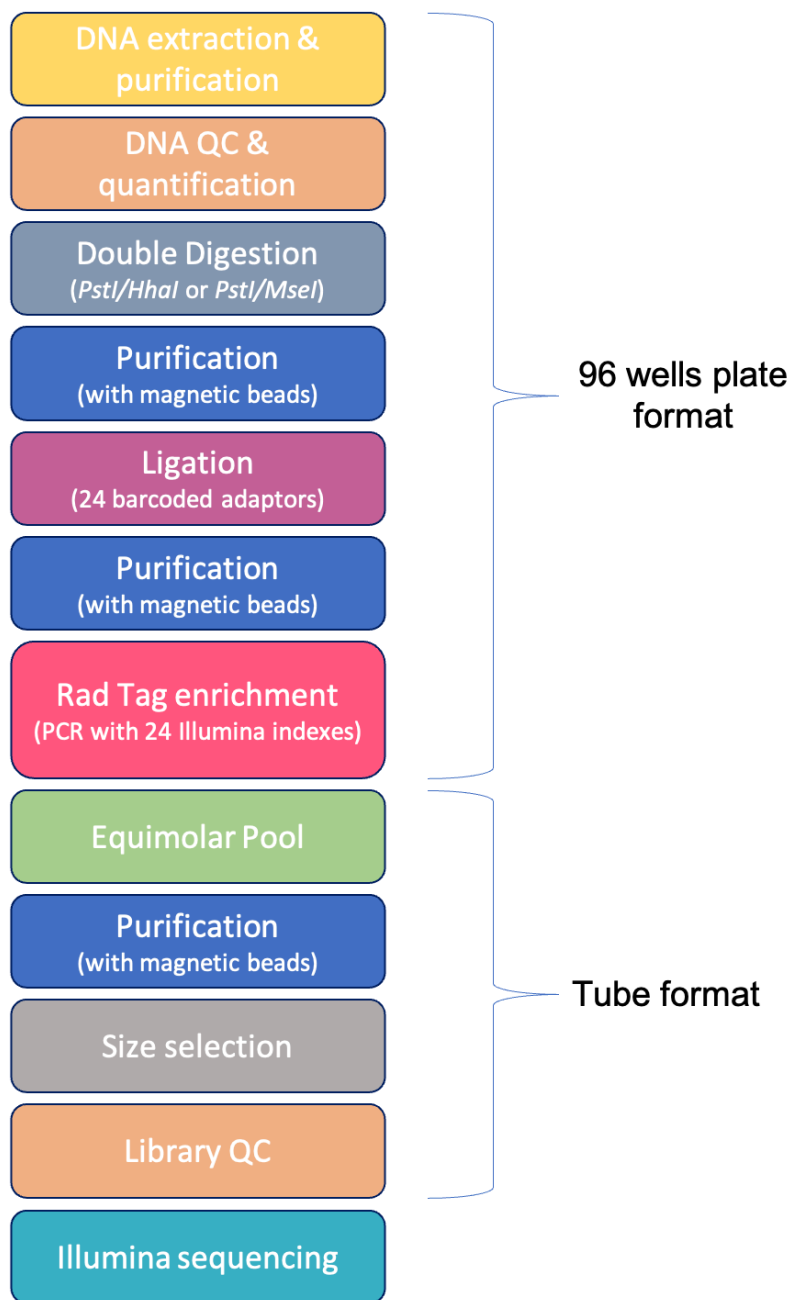 DNA extraction &
purification
DNA QC &
quantification
Double Digestion
(PstI/HhaI or PstI/MseI)
Purification
(with magnetic beads)
Ligation
(24 barcoded adaptors)
Purification
(with magnetic beads)
Rad Tag enrichment
(PCR with 24 Illumina indexes)
96 wells plate
format
Equimolar Pool
Purification
(with magnetic beads)
Size selection
Library QC
Tube format
Illumina sequencing